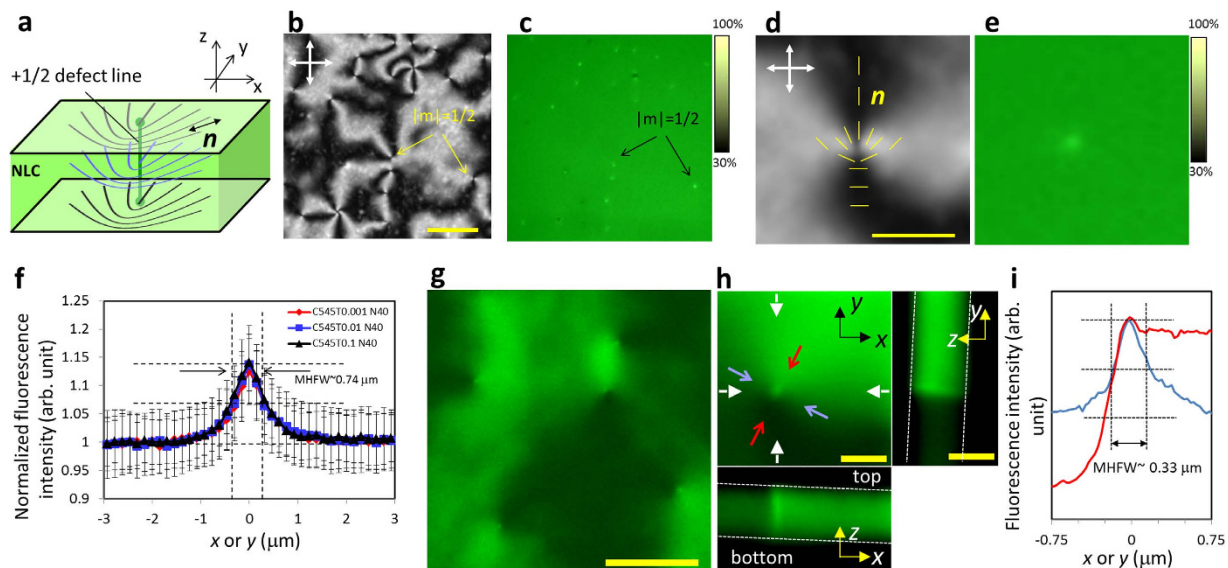 a
z
y
x
+1/2 defect line
n
NLC
b
|m|=1/2
c
100%
|m|=1/2
30%
d
n
e
100%
30%
f
Normalized fluorescence
intensity (arb. unit)
1.25
1.2
1.15
1.1
1.05
1
0.95
0.9
C545T0.001 N40
C545T0.01 N40
C545T0.1 N40
MHFW~0.74 μm
-3
-2
-1
0
1
2
3
x or y (μm)
g
h
y
x
y
z
top
z
x
bottom
i
Fluorescence intensity (arb.
unit)
MHFW~ 0.33 μm
-0.75
0
0.75
x or y (μm)